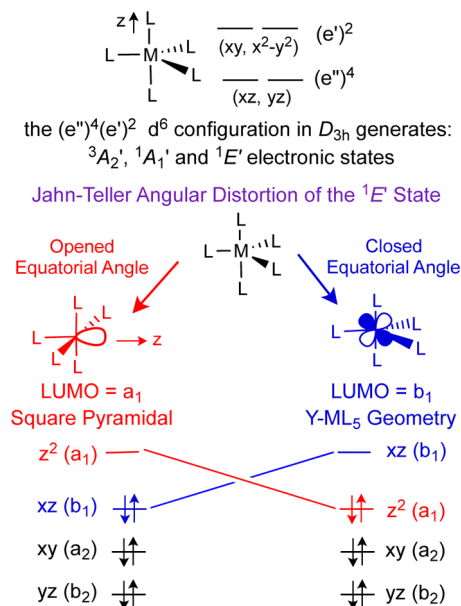 z L
L M L
L
L
(xy, x²-y²) (e')²
(xz, yz) (e")⁴
the (e")⁴(e')² d⁶ configuration in D₃ₕ generates:
³A₂', ¹A₁' and ¹E' electronic states
Jahn-Teller Angular Distortion of the ¹E' State
Opened
Equatorial Angle
L
L M L
L
L
Closed
Equatorial Angle
L
L L
L
L
z
L
L
L
L
L
LUMO = a₁
Square Pyramidal
LUMO = b₁
Y-ML₅ Geometry
z² (a₁)
xz (b₁)
xz (b₁)
z² (a₁)
xy (a₂)
xy (a₂)
yz (b₂)
yz (b₂)